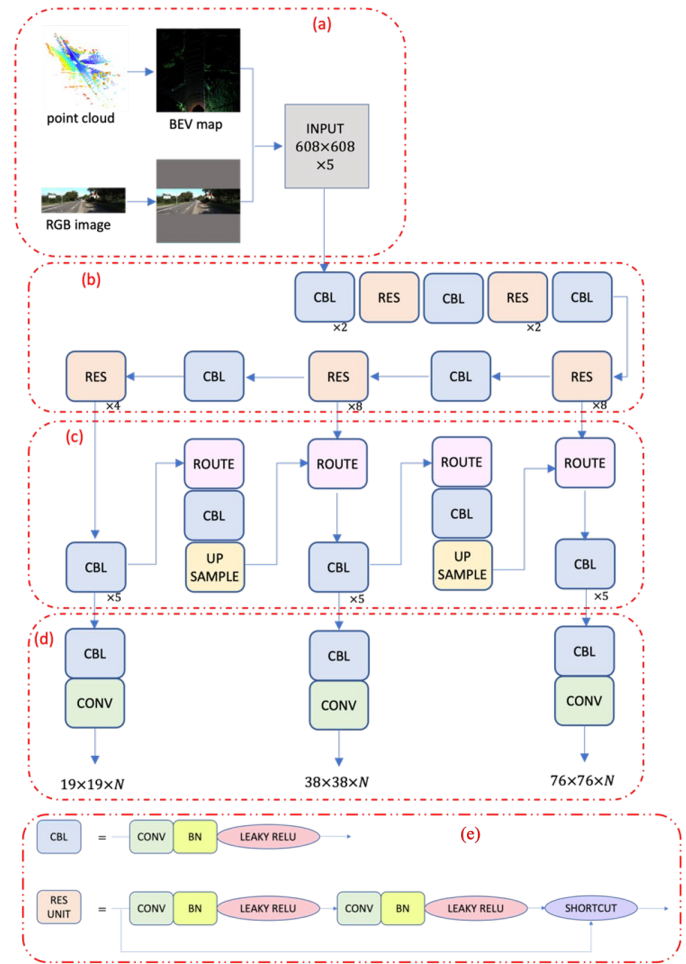 (a)
point cloud
BEV map
INPUT
608×608
×5
RGB image
(b)
CBL
×2
RES
CBL
RES
×2
CBL
RES
×4
CBL
RES
×8
CBL
RES
×8
(c)
ROUTE
ROUTE
ROUTE
ROUTE
ROUTE
CBL
CBL
CBL
×5
UP
SAMPLE
CBL
×5
UP
SAMPLE
CBL
×5
(d)
CBL
CBL
CBL
CONV
CONV
CONV
19×19×N
38×38×N
76×76×N
(e)
CBL = CONV BN LEAKY RELU
RES
UNIT = CONV BN LEAKY RELU CONV BN LEAKY RELU SHORTCUT